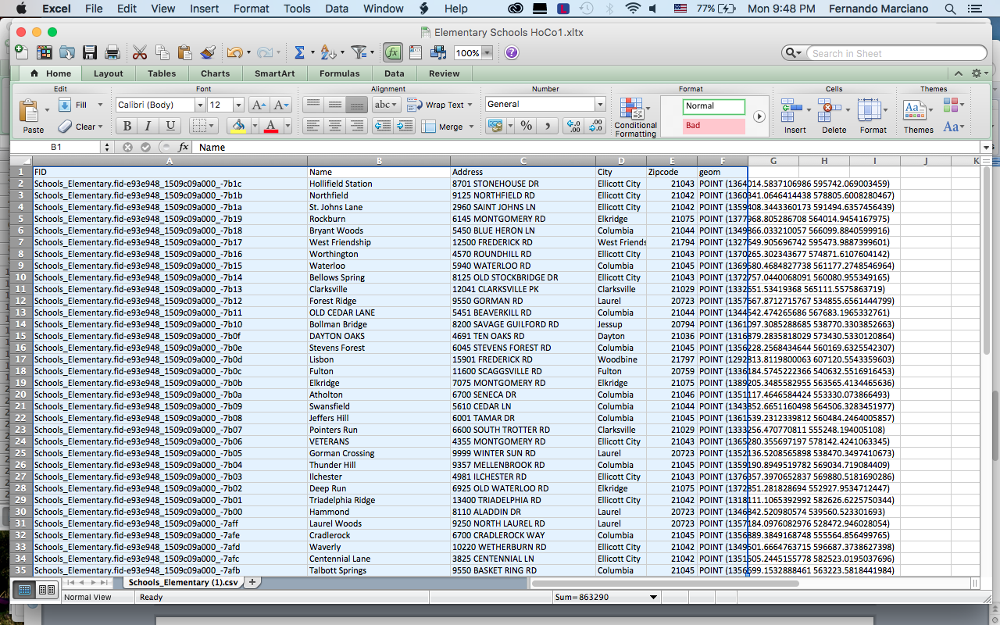 Excel File Edit View Insert Format Tools Data Window Help 77% Mon 9:48 PM Fernando Marciano
Elementary Schools HoCo1.xltx
100% Search in Sheet
Home Layout Tables Charts SmartArt Formulas Data Review
Edit Font Alignment Number Format Cells Themes
Fill Calibri (Body) 12 abc Wrap Text General Normal
Paste Clear B I U Merge % Conditional Formatting Bad Insert Delete Format Themes Aa
B1 fx Name
A B C D E F G H I J K
1 FID Name Address City Zipcode geom
2 Schools_Elementary.fid-e93e948_1509c09a000_-7b1c Hollifield Station 8701 STONEHOUSE DR Ellicott City 21043 POINT (1364014.5837106986 595742.069003459)
3 Schools_Elementary.fid-e93e948_1509c09a000_-7b1b Northfield 9125 NORTHFIELD RD Ellicott City 21042 POINT (1360341.0646414438 578805.6008280467)
4 Schools_Elementary.fid-e93e948_1509c09a000_-7b1a St. Johns Lane 2960 SAINT JOHNS LN Ellicott City 21042 POINT (1359408.3443360173 591494.6357456439)
5 Schools_Elementary.fid-e93e948_1509c09a000_-7b19 Rockburn 6145 MONTGOMERY RD Elkridge 21075 POINT (1377968.805286708 564014.9454167975)
6 Schools_Elementary.fid-e93e948_1509c09a000_-7b18 Bryant Woods 5450 BLUE HERON LN Columbia 21044 POINT (1349866.033210057 566099.8840599916)
7 Schools_Elementary.fid-e93e948_1509c09a000_-7b17 West Friendship 12500 FREDERICK RD West Friends 21794 POINT (1327649.905696742 595473.9887399601)
8 Schools_Elementary.fid-e93e948_1509c09a000_-7b16 Worthington 4570 ROUNDHILL RD Ellicott City 21043 POINT (1370265.302343677 574871.6107604142)
9 Schools_Elementary.fid-e93e948_1509c09a000_-7b15 Waterloo 5940 WATERLOO RD Columbia 21045 POINT (1369580.4684827738 561177.2748546964)
10 Schools_Elementary.fid-e93e948_1509c09a000_-7b14 Bellows Spring 8125 OLD STOCKBRIDGE DR Ellicott City 21043 POINT (1372757.0440068091 560080.955349165)
11 Schools_Elementary.fid-e93e948_1509c09a000_-7b13 Clarksville 12041 CLARKSVILLE PK Clarksville 21029 POINT (1332651.53419368 565111.5575863719)
12 Schools_Elementary.fid-e93e948_1509c09a000_-7b12 Forest Ridge 9550 GORMAN RD Laurel 20723 POINT (1357667.8712715767 534855.6561444799)
13 Schools_Elementary.fid-e93e948_1509c09a000_-7b11 OLD CEDAR LANE 5451 BEAVERKILL RD Columbia 21044 POINT (1344542.474265686 567683.1965332761)
14 Schools_Elementary.fid-e93e948_1509c09a000_-7b10 Bollman Bridge 8200 SAVAGE GUILFORD RD Jessup 20794 POINT (1361097.3085288685 538770.3303852663)
15 Schools_Elementary.fid-e93e948_1509c09a000_-7b0f DAYTON OAKS 4691 TEN OAKS RD Dayton 21036 POINT (1316879.2835818029 573430.5330120864)
16 Schools_Elementary.fid-e93e948_1509c09a000_-7b0e Stevens Forest 6045 STEVENS FOREST RD Columbia 21045 POINT (1356228.2568434644 560169.6325542307)
17 Schools_Elementary.fid-e93e948_1509c09a000_-7b0d Lisbon 15901 FREDERICK RD Woodbine 21797 POINT (1292813.8119800063 607120.5543359603)
18 Schools_Elementary.fid-e93e948_1509c09a000_-7b0c Fulton 11600 SCAGGSVILLE RD Fulton 20759 POINT (1336184.5745222366 540632.5516916453)
19 Schools_Elementary.fid-e93e948_1509c09a000_-7b0b Elkridge 7075 MONTGOMERY RD Elkridge 21075 POINT (1389205.3485582955 563565.4134465636)
20 Schools_Elementary.fid-e93e948_1509c09a000_-7b0a Atholton 6700 SENECA DR Columbia 21046 POINT (1351117.4646584424 553330.073866493)
21 Schools_Elementary.fid-e93e948_1509c09a000_-7b09 Swansfield 5610 CEDAR LN Columbia 21044 POINT (1343852.6651160498 564506.3283451977)
22 Schools_Elementary.fid-e93e948_1509c09a000_-7b08 Jeffers Hill 6001 TAMAR DR Columbia 21045 POINT (1361539.2312339812 560484.2464005857)
23 Schools_Elementary.fid-e93e948_1509c09a000_-7b07 Pointers Run 6600 SOUTH TROTTER RD Clarksville 21029 POINT (1333256.470770811 555248.194005108)
24 Schools_Elementary.fid-e93e948_1509c09a000_-7b06 VETERANS 4355 MONTGOMERY RD Ellicott City 21043 POINT (1365280.355697197 578142.4241063345)
25 Schools_Elementary.fid-e93e948_1509c09a000_-7b05 Gorman Crossing 9999 WINTER SUN RD Laurel 20723 POINT (1352136.5208565898 538470.3497410673)
26 Schools_Elementary.fid-e93e948_1509c09a000_-7b04 Thunder Hill 9357 MELLENBROOK RD Columbia 21045 POINT (1359190.8949519782 569034.719084409)
27 Schools_Elementary.fid-e93e948_1509c09a000_-7b03 Ilchester 4981 ILCHESTER RD Ellicott City 21043 POINT (1376357.3970652837 569880.5181690286)
28 Schools_Elementary.fid-e93e948_1509c09a000_-7b02 Deep Run 6925 OLD WATERLOO RD Elkridge 21075 POINT (1372851.281828694 552927.9534712447)
29 Schools_Elementary.fid-e93e948_1509c09a000_-7b01 Triadelphia Ridge 13400 TRIADELPHIA RD Ellicott City 21042 POINT (1318111.1065392992 582626.6225750344)
30 Schools_Elementary.fid-e93e948_1509c09a000_-7b00 Hammond 8110 ALADDIN DR Laurel 20723 POINT (1346842.520980574 539560.523301693)
31 Schools_Elementary.fid-e93e948_1509c09a000_-7aff Laurel Woods 9250 NORTH LAUREL RD Laurel 20723 POINT (1357184.0976082976 528472.946028054)
32 Schools_Elementary.fid-e93e948_1509c09a000_-7afe Cradlerock 6700 CRADLEROCK WAY Columbia 21045 POINT (1356889.3849168748 555564.856499765)
33 Schools_Elementary.fid-e93e948_1509c09a000_-7afd Waverly 10220 WETHERBURN RD Ellicott City 21042 POINT (1349501.6664763715 596687.3738627398)
34 Schools_Elementary.fid-e93e948_1509c09a000_-7afc Centennial Lane 3825 CENTENNIAL LN Ellicott City 21042 POINT (1351505.2445155778 582523.0195037696)
35 Schools_Elementary.fid-e93e948_1509c09a000_-7afb Talbott Springs 9550 BASKET RING RD Columbia 21045 POINT (1356699.1532888461 563223.5818441984)
Schools_Elementary (1).csv
Normal View Ready Sum=863290